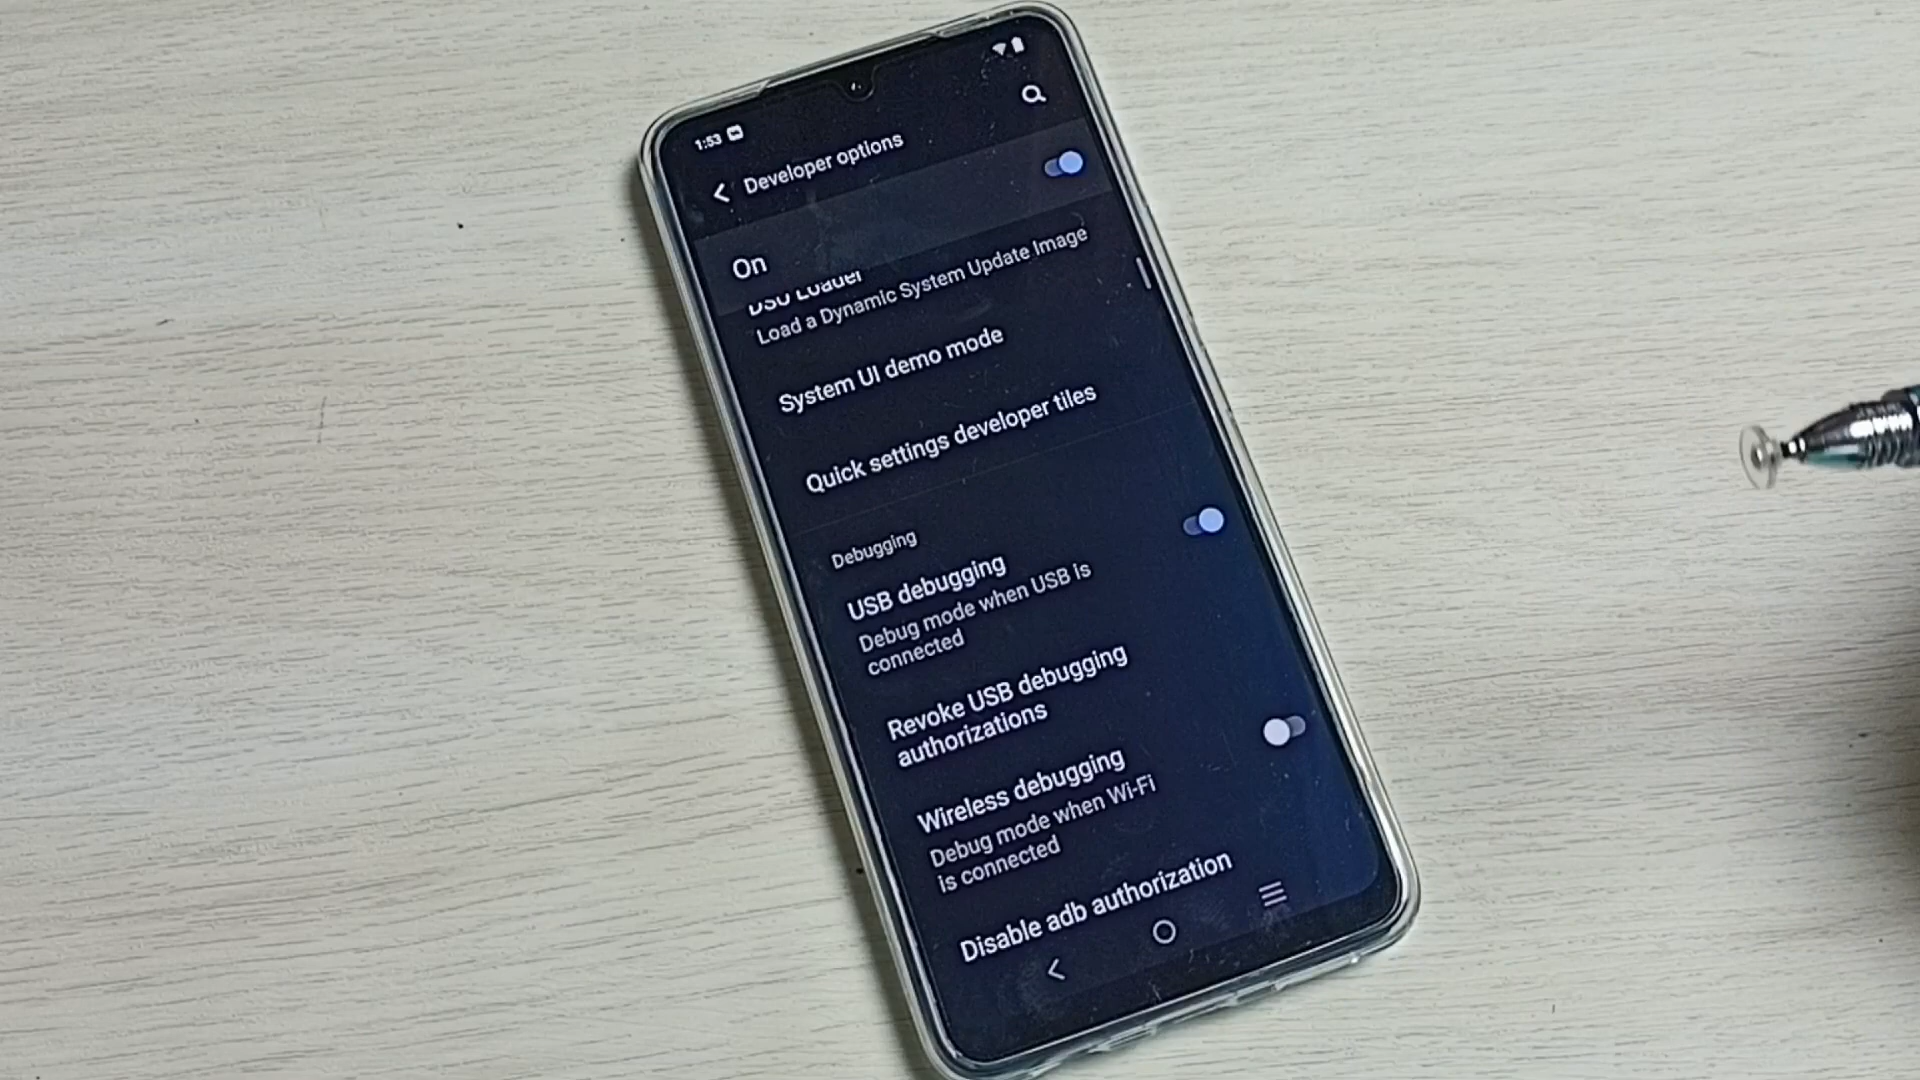 1:53
Developer options
On
DSU Loader
Load a Dynamic System Update Image
System UI demo mode
Quick settings developer tiles
Debugging
USB debugging
Debug mode when USB is
connected
Revoke USB debugging
authorizations
Wireless debugging
Debug mode when Wi-Fi
is connected
Disable adb authorization